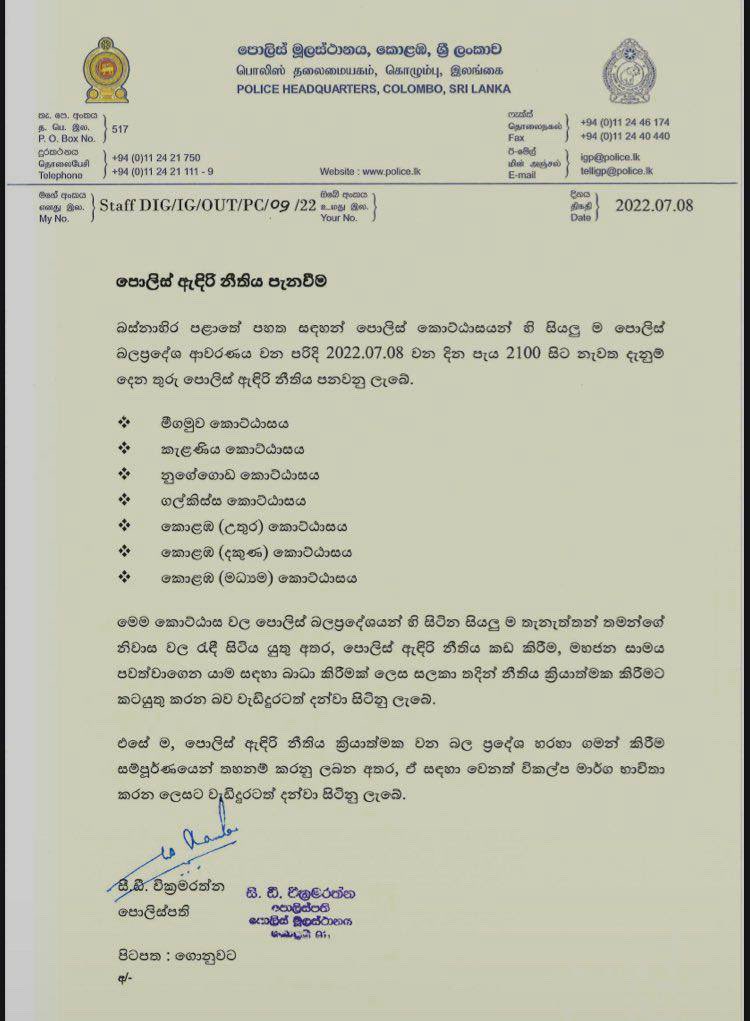 පොලිස් මූලස්ථානය, කොළඹ, ශ්‍රී ලංකාව
பொலிஸ் தலைமையகம், கொழும்பு, இலங்கை
POLICE HEADQUARTERS, COLOMBO, SRI LANKA
තැ. පෙ. අංකය
த. பெ. இல.
P. O. Box No.
517
දුරකථනය
தொலைபேசி
Telephone
+94 (0)11 24 21 750
+94 (0)11 24 21 111 - 9
Website : www.police.lk
ෆැක්ස්
தொலைநகல்
Fax
+94 (0)11 24 46 174
+94 (0)11 24 40 440
ඊ-මේල්
மின் அஞ்சல்
E-mail
igp@police.lk
telligp@police.lk
මගේ අංකය
எனது இல.
My No.
Staff DIG/IG/OUT/PC/09 /22
ඔබේ අංකය
உமது இல.
Your No.
දිනය
திகதி
Date
2022.07.08
පොලිස් ඇඳිරි නීතිය පැනවීම
බස්නාහිර පළාතේ පහත සඳහන් පොලිස් කොට්ඨාසයන් හි සියලු ම පොලිස්
බලප්‍රදේශ ආවරණය වන පරිදි 2022.07.08 වන දින පැය 2100 සිට නැවත දැනුම්
දෙන තුරු පොලිස් ඇඳිරි නීතිය පනවනු ලැබේ.
❖ මීගමුව කොට්ඨාසය
❖ කැළණිය කොට්ඨාසය
❖ නුගේගොඩ කොට්ඨාසය
❖ ගල්කිස්ස කොට්ඨාසය
❖ කොළඹ (උතුර) කොට්ඨාසය
❖ කොළඹ (දකුණ) කොට්ඨාසය
❖ කොළඹ (මධ්‍යම) කොට්ඨාසය
මෙම කොට්ඨාස වල පොලිස් බලප්‍රදේශයන් හි සිටින සියලු ම තැනැත්තන් තමන්ගේ
නිවාස වල රැඳී සිටිය යුතු අතර, පොලිස් ඇඳිරි නීතිය කඩ කිරීම, මහජන සාමය
පවත්වාගෙන යාම සඳහා බාධා කිරීමක් ලෙස සලකා තදින් නීතිය ක්‍රියාත්මක කිරීමට
කටයුතු කරන බව වැඩිදුරටත් දන්වා සිටිනු ලැබේ.
එසේ ම, පොලිස් ඇඳිරි නීතිය ක්‍රියාත්මක වන බල ප්‍රදේශ හරහා ගමන් කිරීම
සම්පූර්ණයෙන් තහනම් කරනු ලබන අතර, ඒ සඳහා වෙනත් විකල්ප මාර්ග භාවිතා
කරන ලෙසට වැඩිදුරටත් දන්වා සිටිනු ලැබේ.
සී.ඩී. වික්‍රමරත්න
පොලිස්පති
සි. ඩී. වික්‍රමරත්න
පොලිස්පති
පොලිස් මූලස්ථානය
පිටපත : ගොනුවට
අ/-